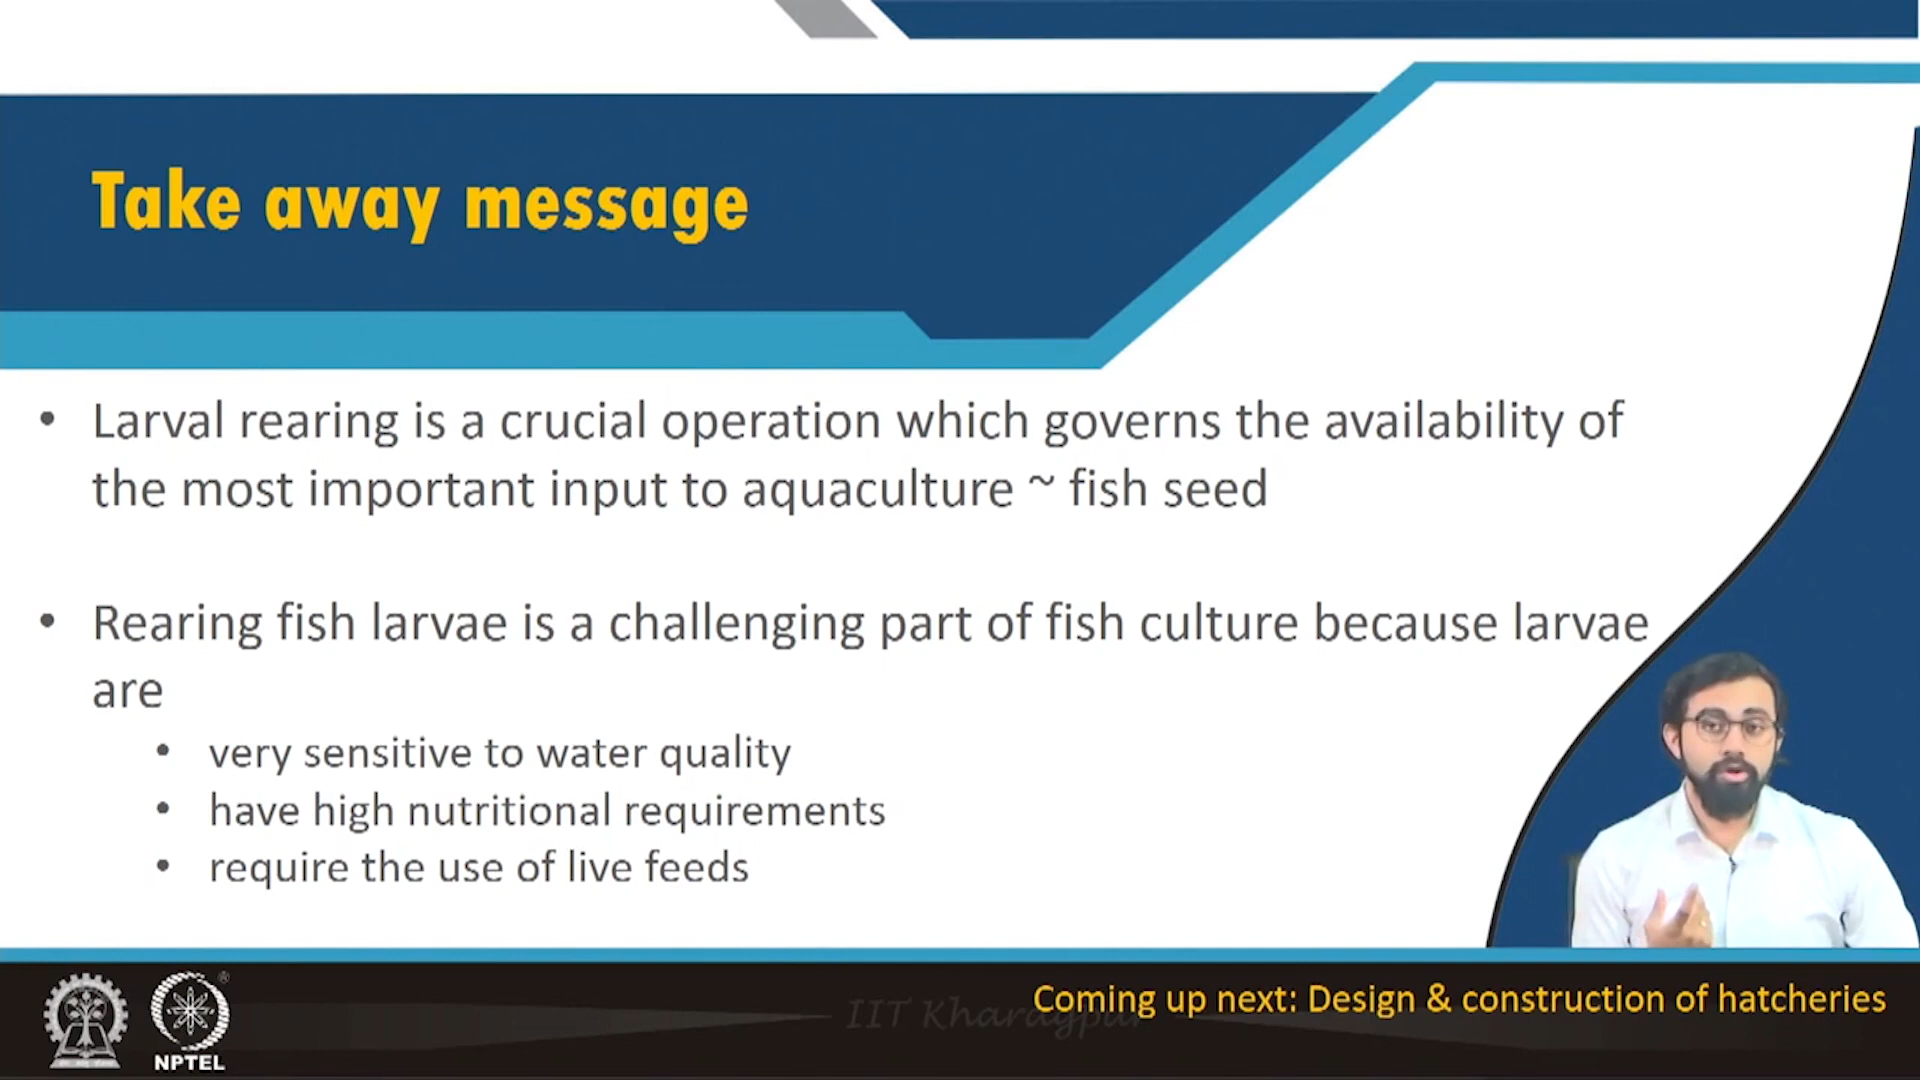 Take away message
• Larval rearing is a crucial operation which governs the availability of
the most important input to aquaculture ~ fish seed
• Rearing fish larvae is a challenging part of fish culture because larvae
are
• very sensitive to water quality
• have high nutritional requirements
• require the use of live feeds
Coming up next: Design & construction of hatcheries
IIT Kharagpur
NPTEL